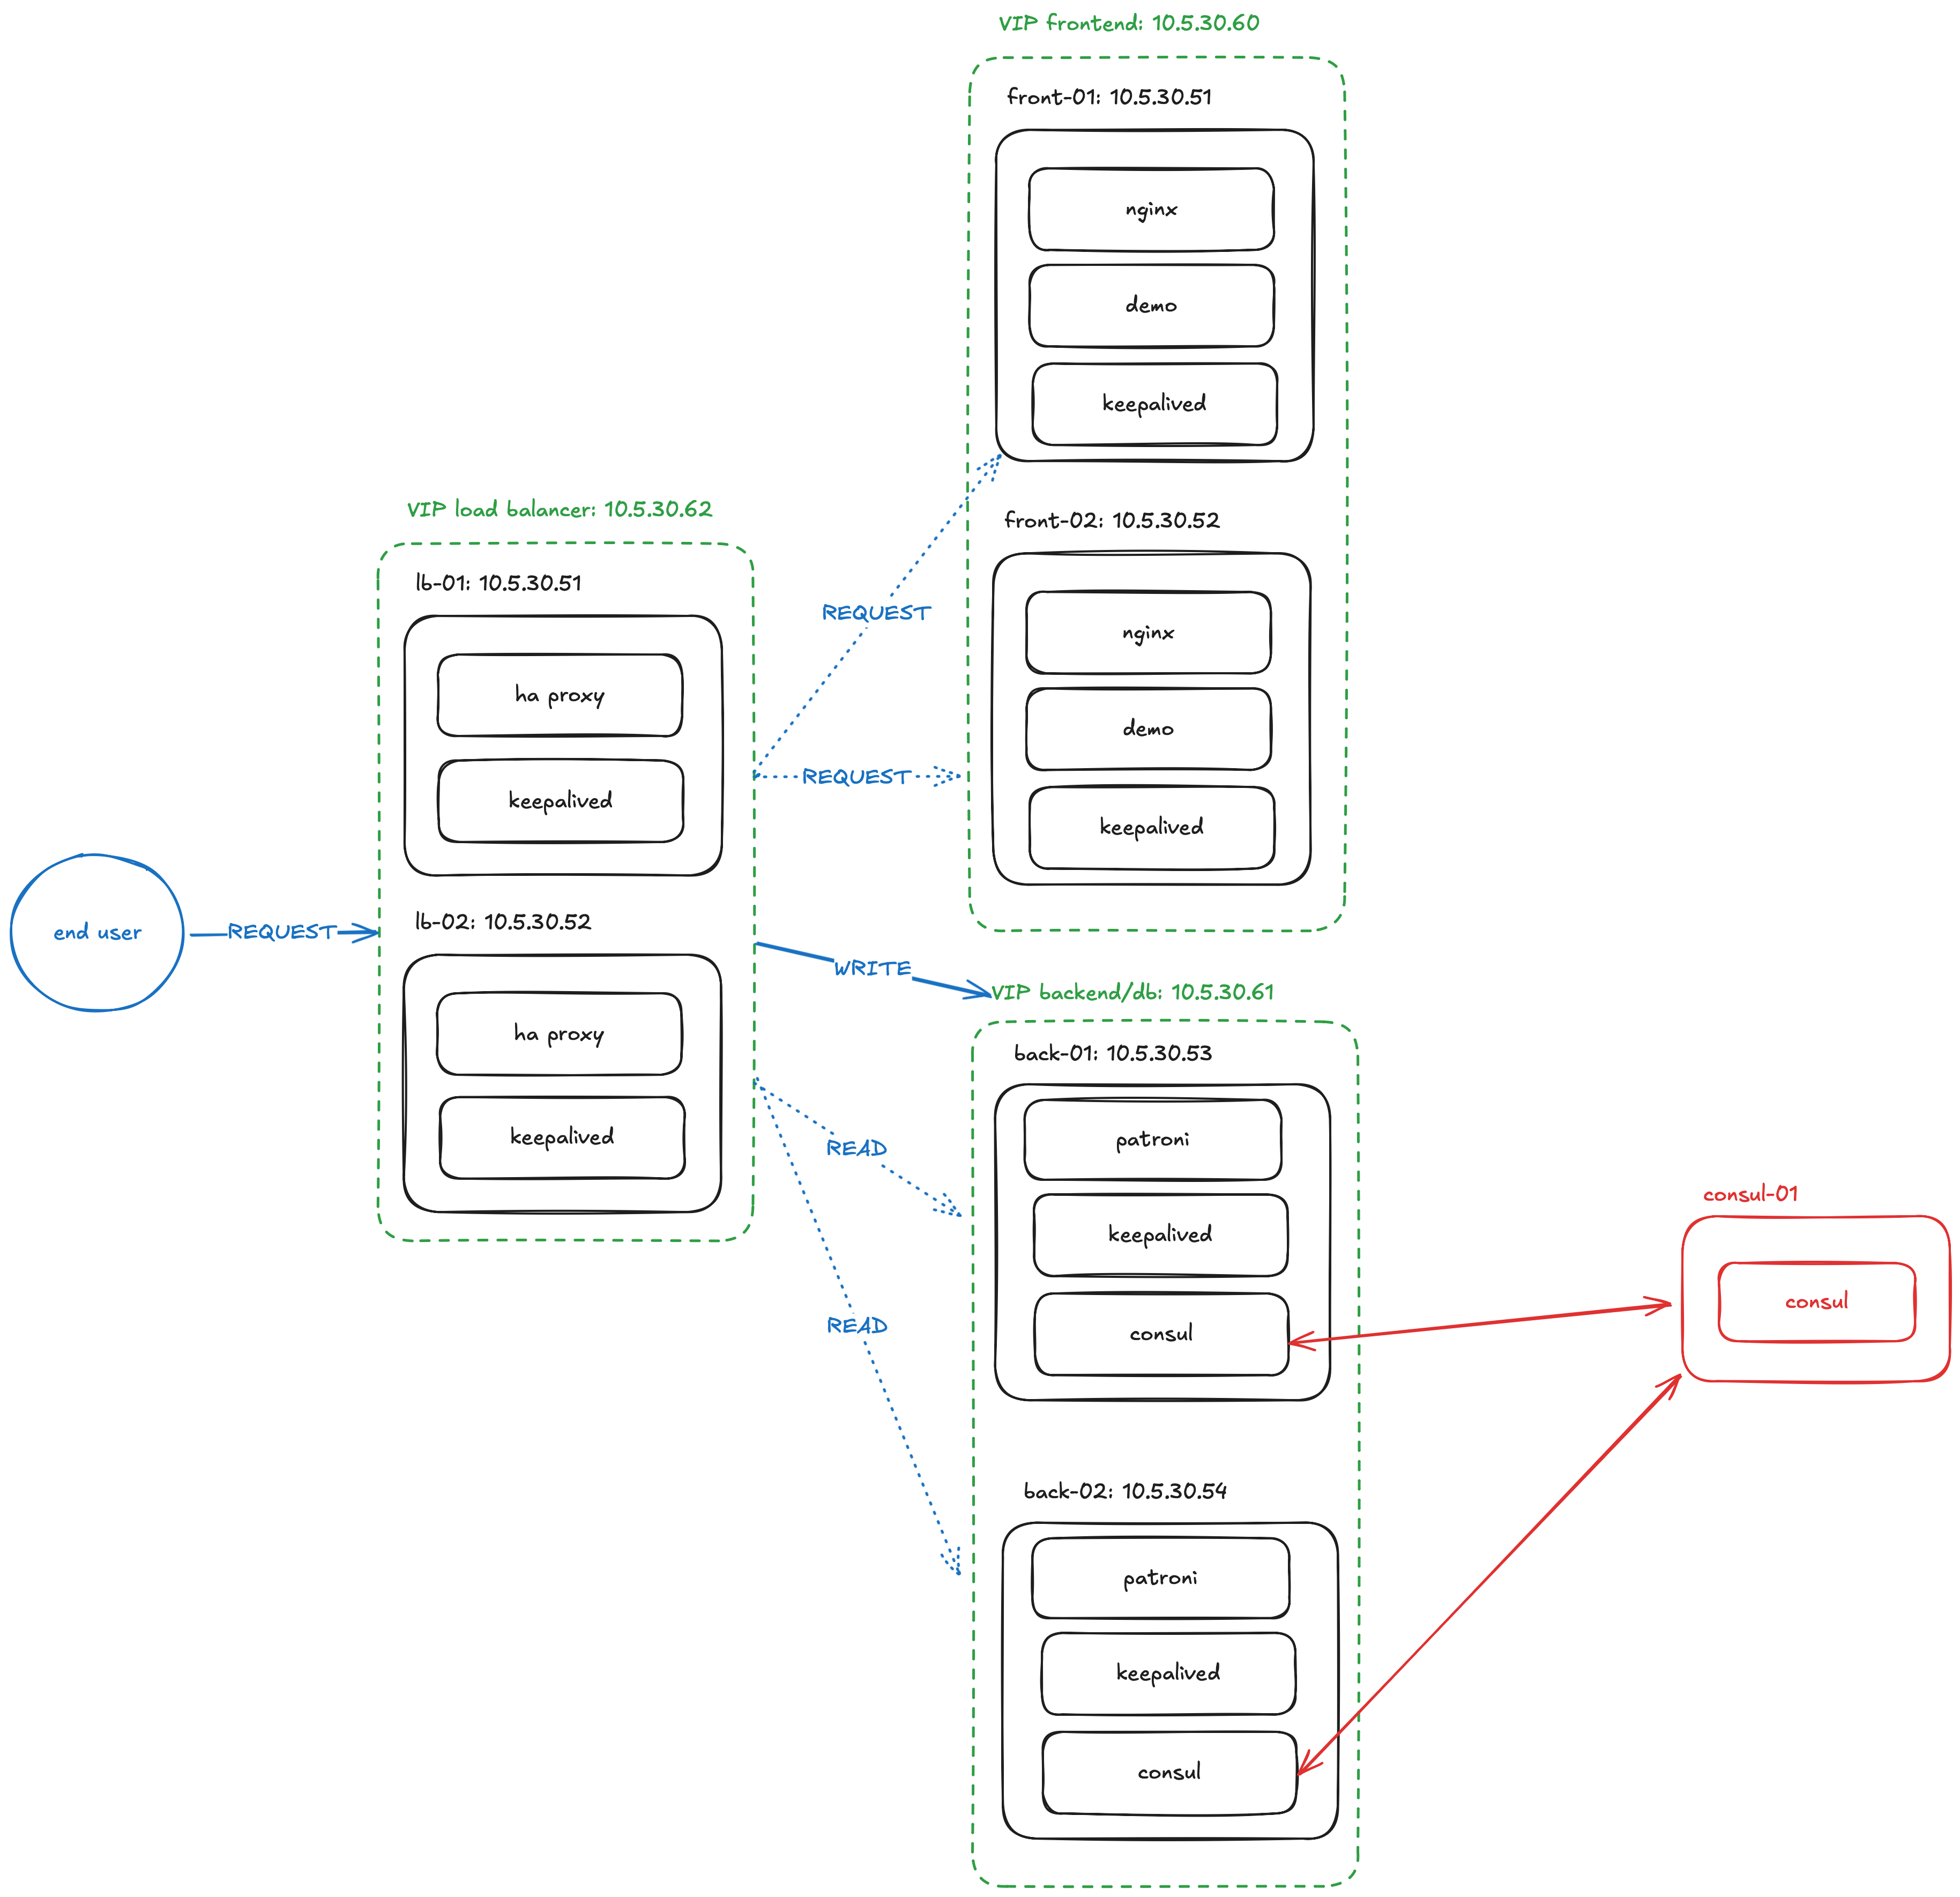 VIP frontend: 10.5.30.60
front-01: 10.5.30.51
nginx
demo
keepalived
front-02: 10.5.30.52
nginx
demo
keepalived
VIP load balancer: 10.5.30.62
lb-01: 10.5.30.51
ha proxy
keepalived
lb-02: 10.5.30.52
ha proxy
keepalived
end user
REQUEST
REQUEST
REQUEST
WRITE
READ
READ
VIP backend/db: 10.5.30.61
back-01: 10.5.30.53
patroni
keepalived
consul
back-02: 10.5.30.54
patroni
keepalived
consul
consul-01
consul